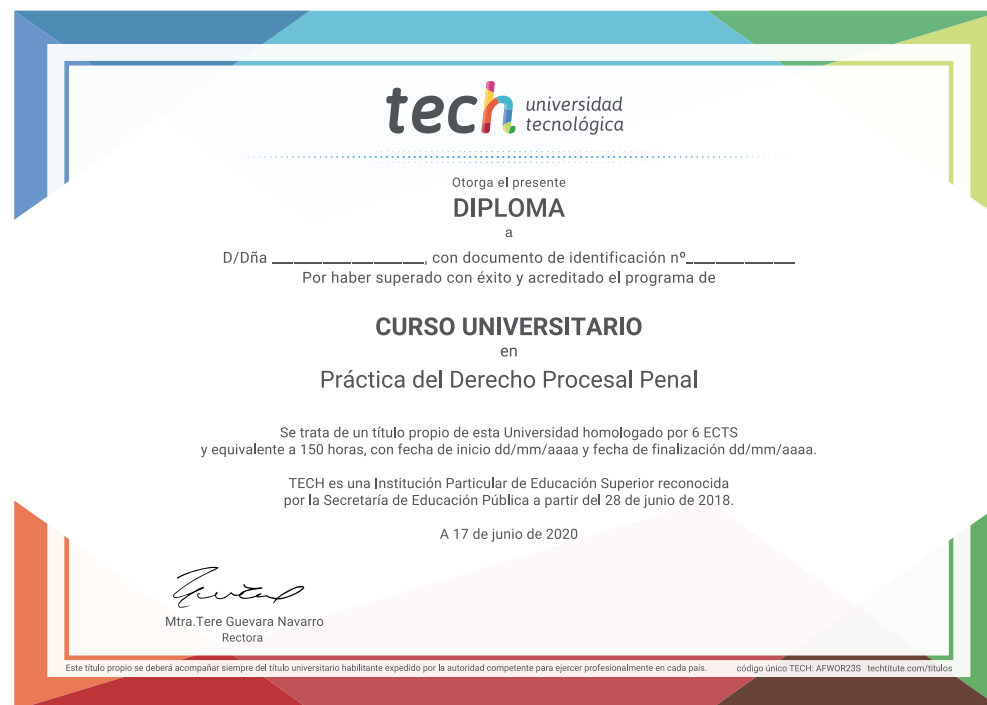 tech universidad
tecnológica
Otorga el presente
DIPLOMA
a
D/Dña ____________________, con documento de identificación nº______________
Por haber superado con éxito y acreditado el programa de
CURSO UNIVERSITARIO
en
Práctica del Derecho Procesal Penal
Se trata de un título propio de esta Universidad homologado por 6 ECTS
y equivalente a 150 horas, con fecha de inicio dd/mm/aaaa y fecha de finalización dd/mm/aaaa.
TECH es una Institución Particular de Educación Superior reconocida
por la Secretaría de Educación Pública a partir del 28 de junio de 2018.
A 17 de junio de 2020
Mtra.Tere Guevara Navarro
Rectora
Este título propio se deberá acompañar siempre del título universitario habilitante expedido por la autoridad competente para ejercer profesionalmente en cada país. código único TECH: AFWOR23S techtitute.com/titulos